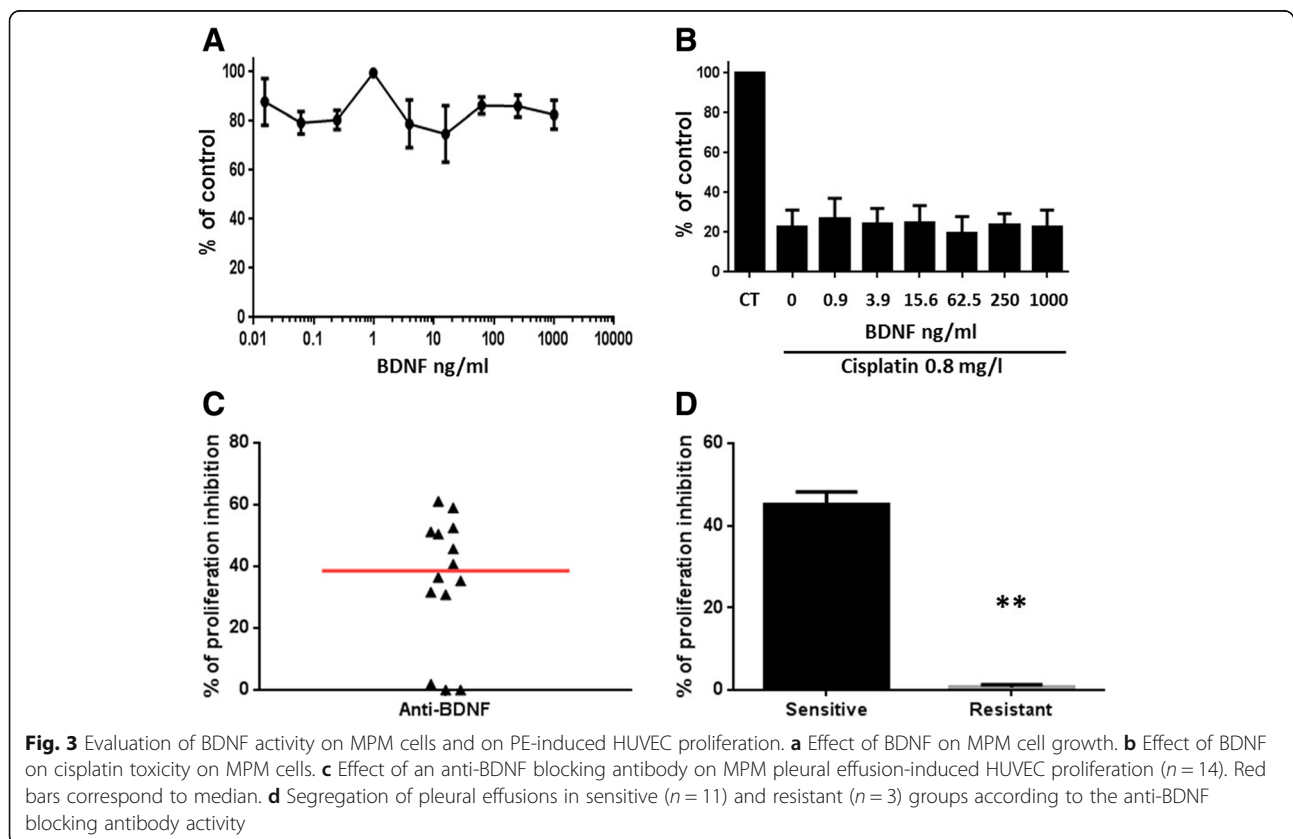 A
% of control
100
80
60
40
20
0
0.01 0.1 1 10 100 1000 10000
BDNF ng/ml
B
% of control
100
80
60
40
20
0
CT 0 0.9 3.9 15.6 62.5 250 1000
BDNF ng/ml
Cisplatin 0.8 mg/l
C
% of proliferation inhibition
80
60
40
20
0
Anti-BDNF
D
% of proliferation inhibition
60
40
20
0
**
Sensitive Resistant
Fig. 3 Evaluation of BDNF activity on MPM cells and on PE-induced HUVEC proliferation. a Effect of BDNF on MPM cell growth. b Effect of BDNF
on cisplatin toxicity on MPM cells. c Effect of an anti-BDNF blocking antibody on MPM pleural effusion-induced HUVEC proliferation (n = 14). Red
bars correspond to median. d Segregation of pleural effusions in sensitive (n = 11) and resistant (n = 3) groups according to the anti-BDNF
blocking antibody activity